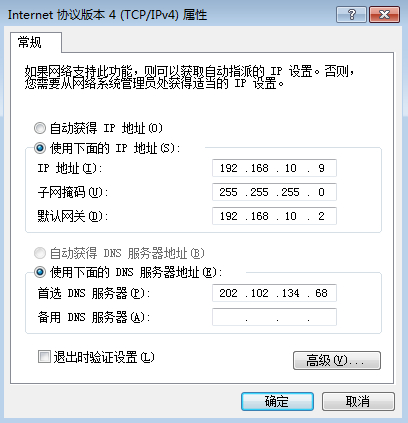 Internet 协议版本 4 (TCP/IPv4) 属性
常规
如果网络支持此功能，则可以获取自动指派的 IP 设置。否则，
您需要从网络系统管理员处获得适当的 IP 设置。
自动获得 IP 地址(O)
使用下面的 IP 地址(S):
IP 地址(I): 192 .168 . 10 . 9
子网掩码(U): 255 .255 .255 . 0
默认网关(D): 192 .168 . 10 . 2
自动获得 DNS 服务器地址(B)
使用下面的 DNS 服务器地址(E):
首选 DNS 服务器(P): 202 .102 .134 . 68
备用 DNS 服务器(A): . . .
退出时验证设置(L)
高级(V)...
确定 取消